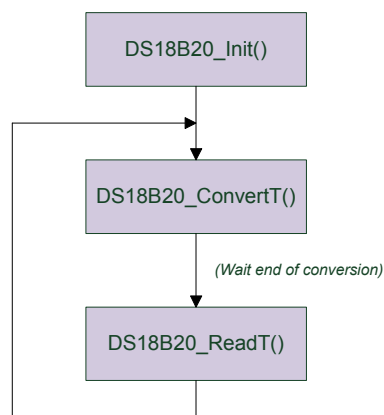 DS18B20_Init()
DS18B20_ConvertT()
(Wait end of conversion)
DS18B20_ReadT()